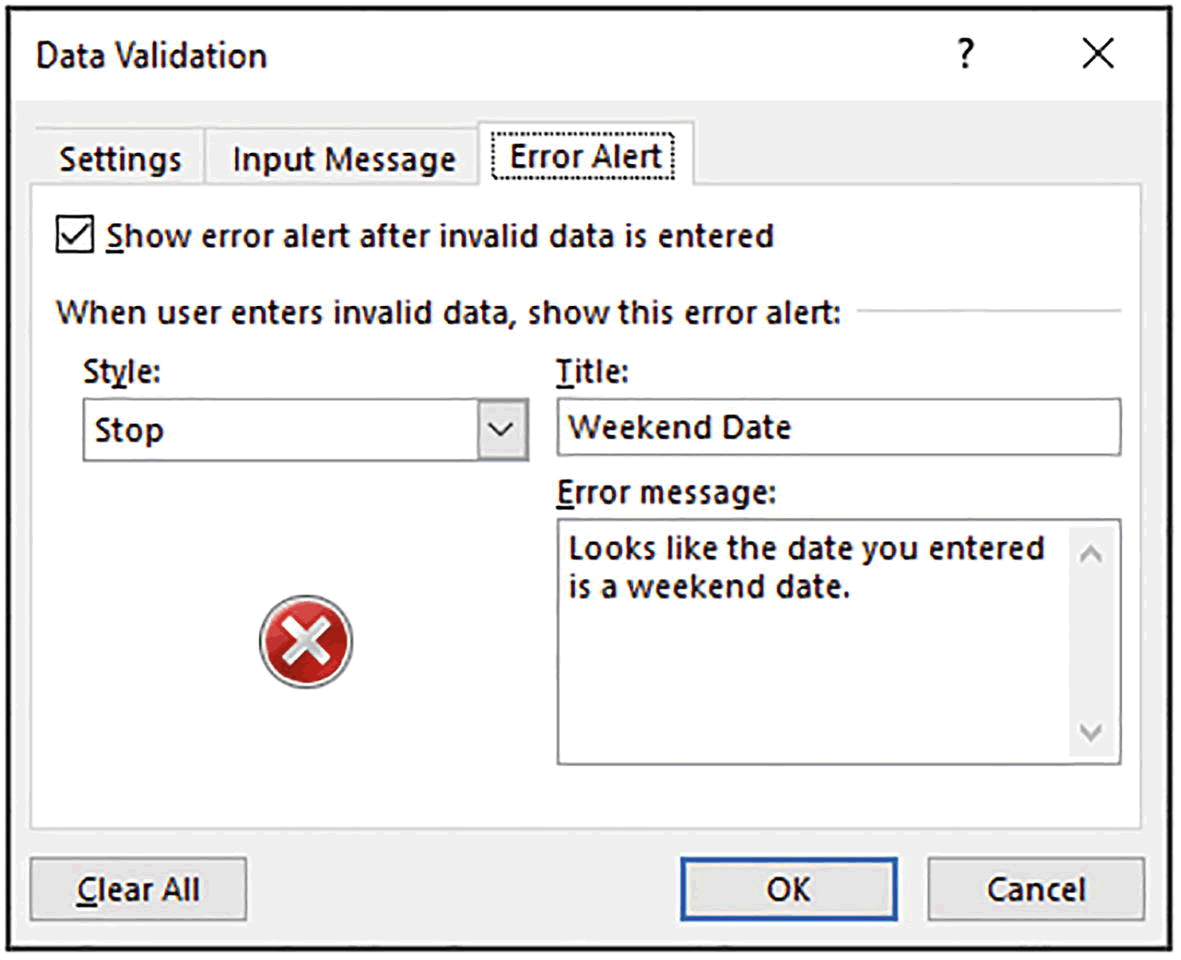 Data Validation ?
Settings Input Message Error Alert
Show error alert after invalid data is entered
When user enters invalid data, show this error alert:
Style: Title:
Stop Weekend Date
Error message:
Looks like the date you entered
is a weekend date.
Clear All OK Cancel